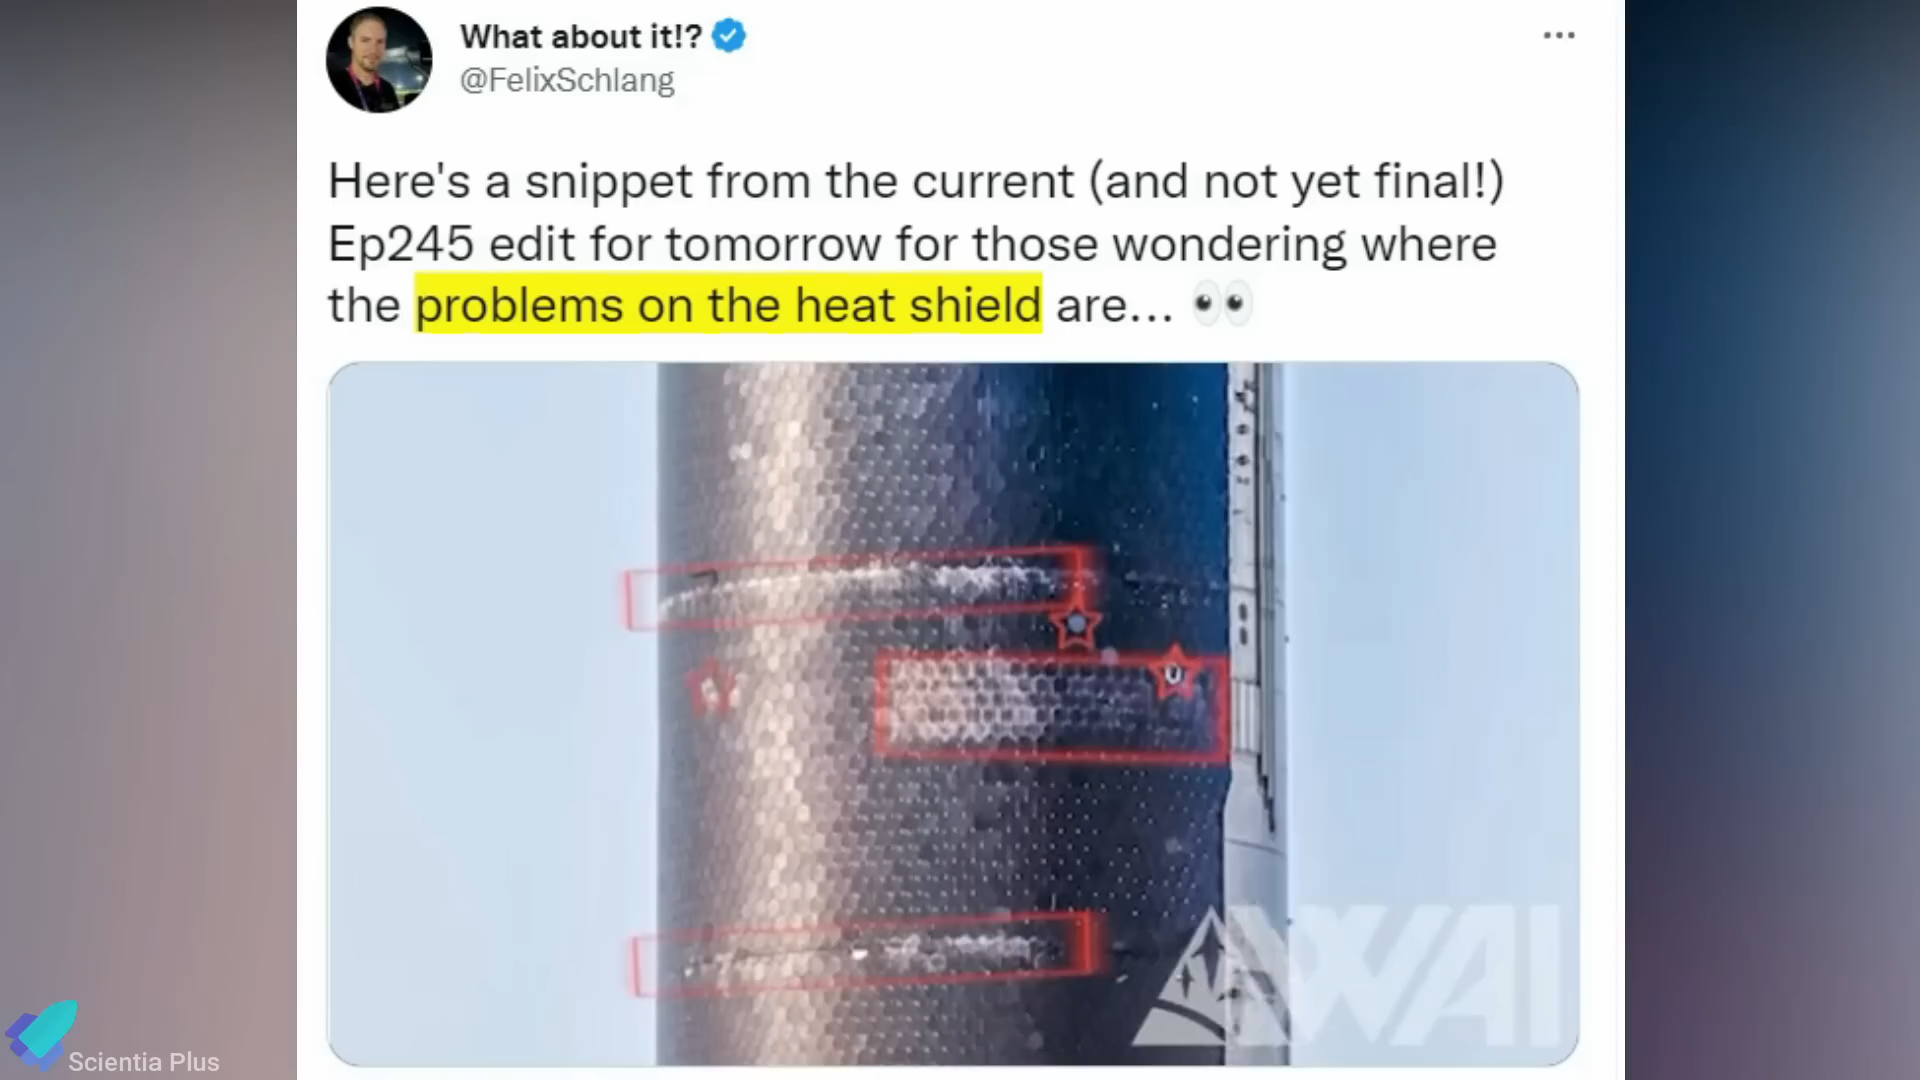 What about it!?
@FelixSchlang
Here's a snippet from the current (and not yet final!)
Ep245 edit for tomorrow for those wondering where
the problems on the heat shield are... 👀
WAI
Scientia Plus